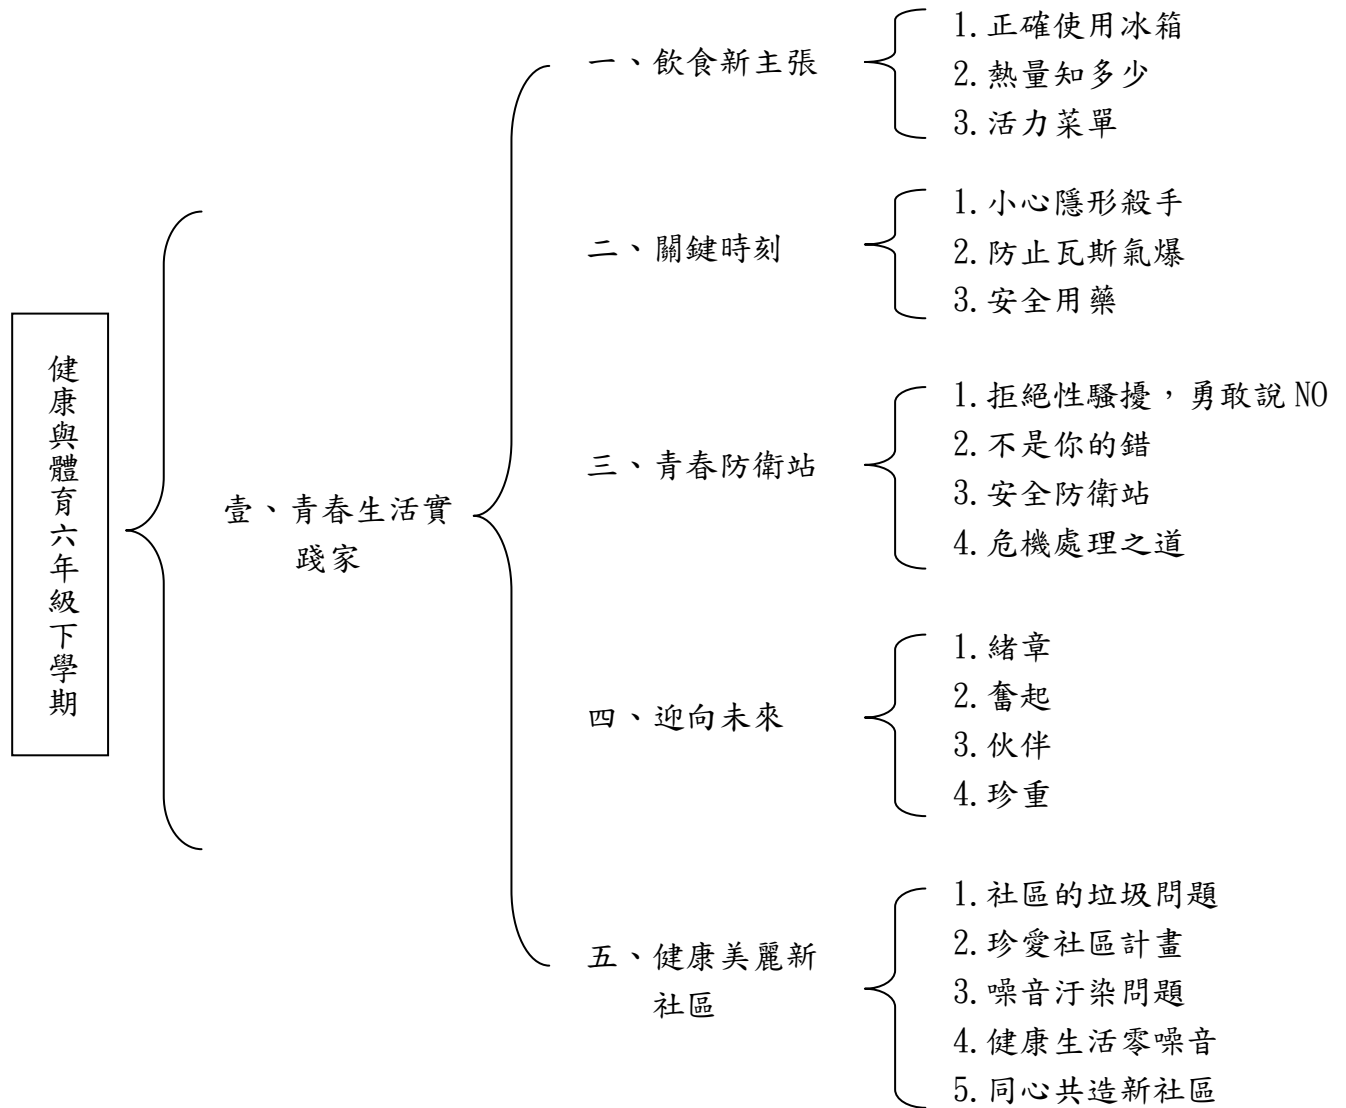 健康與體育六年級下學期
壹、青春生活實
踐家
一、飲食新主張
1.正確使用冰箱
2.熱量知多少
3.活力菜單
二、關鍵時刻
1.小心隱形殺手
2.防止瓦斯氣爆
3.安全用藥
三、青春防衛站
1.拒絕性騷擾，勇敢說 NO
2.不是你的錯
3.安全防衛站
4.危機處理之道
四、迎向未來
1.緒章
2.奮起
3.伙伴
4.珍重
五、健康美麗新
社區
1.社區的垃圾問題
2.珍愛社區計畫
3.噪音汙染問題
4.健康生活零噪音
5.同心共造新社區